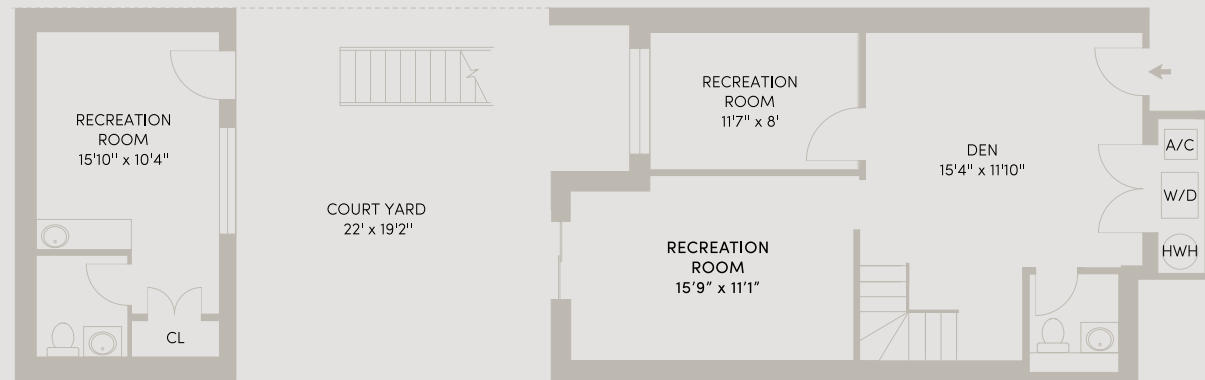 RECREATION
ROOM
15'10" x 10'4"
CL
COURT YARD
22' x 19'2"
RECREATION
ROOM
11'7" x 8'
RECREATION
ROOM
15'9” x 11'1”
DEN
15'4" x 11'10"
A/C
W/D
HWH